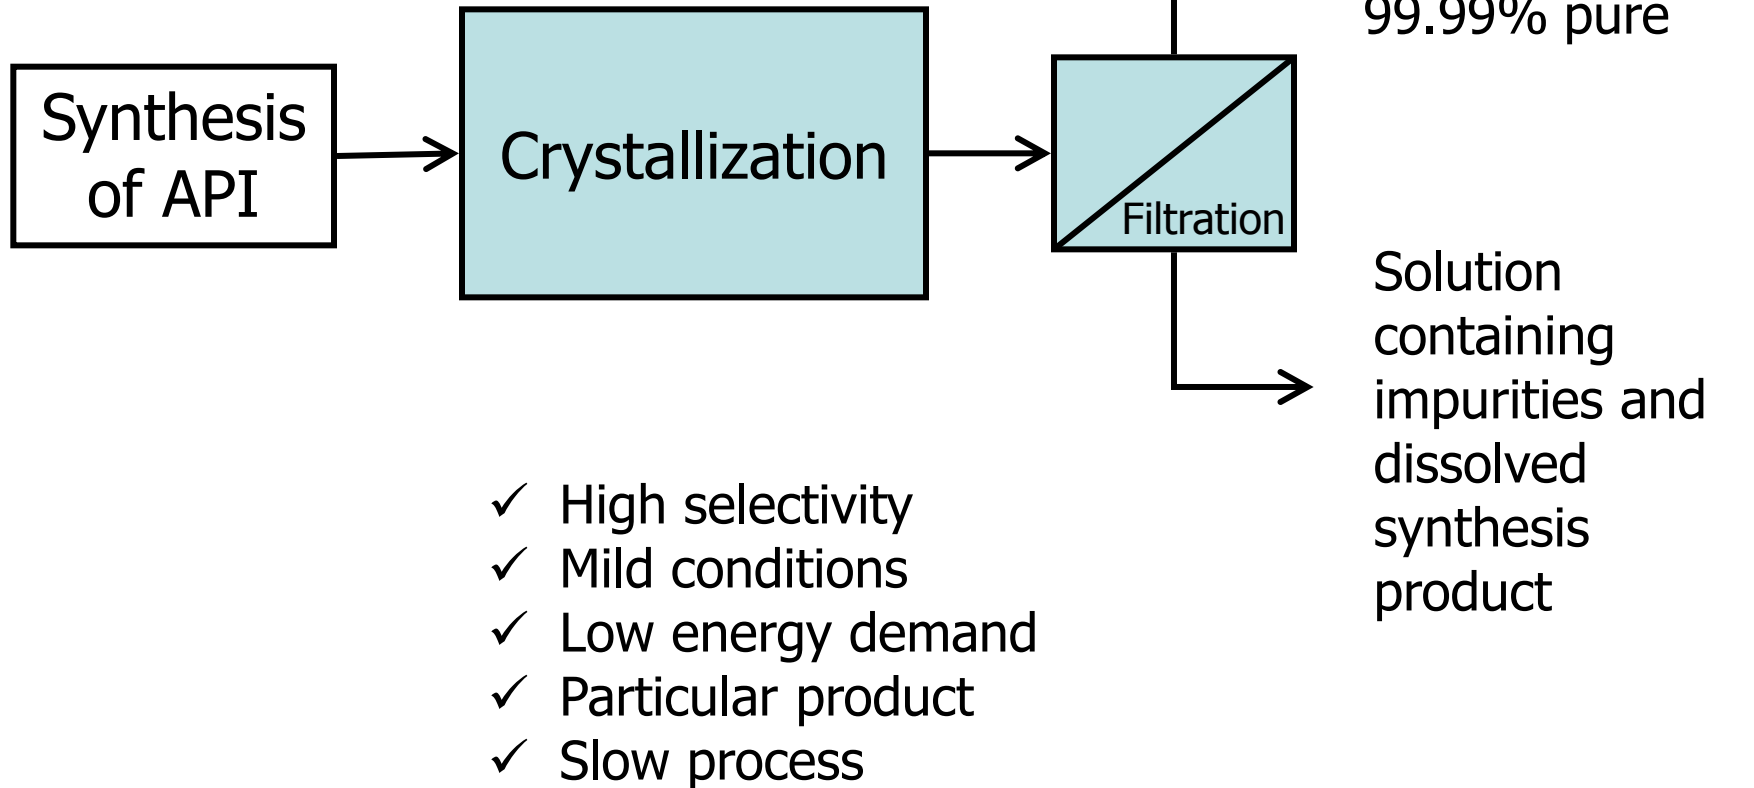 99.99% pure
Synthesis
of API
Crystallization
Filtration
Solution
containing
impurities and
dissolved
synthesis
product
✓ High selectivity
✓ Mild conditions
✓ Low energy demand
✓ Particular product
✓ Slow process